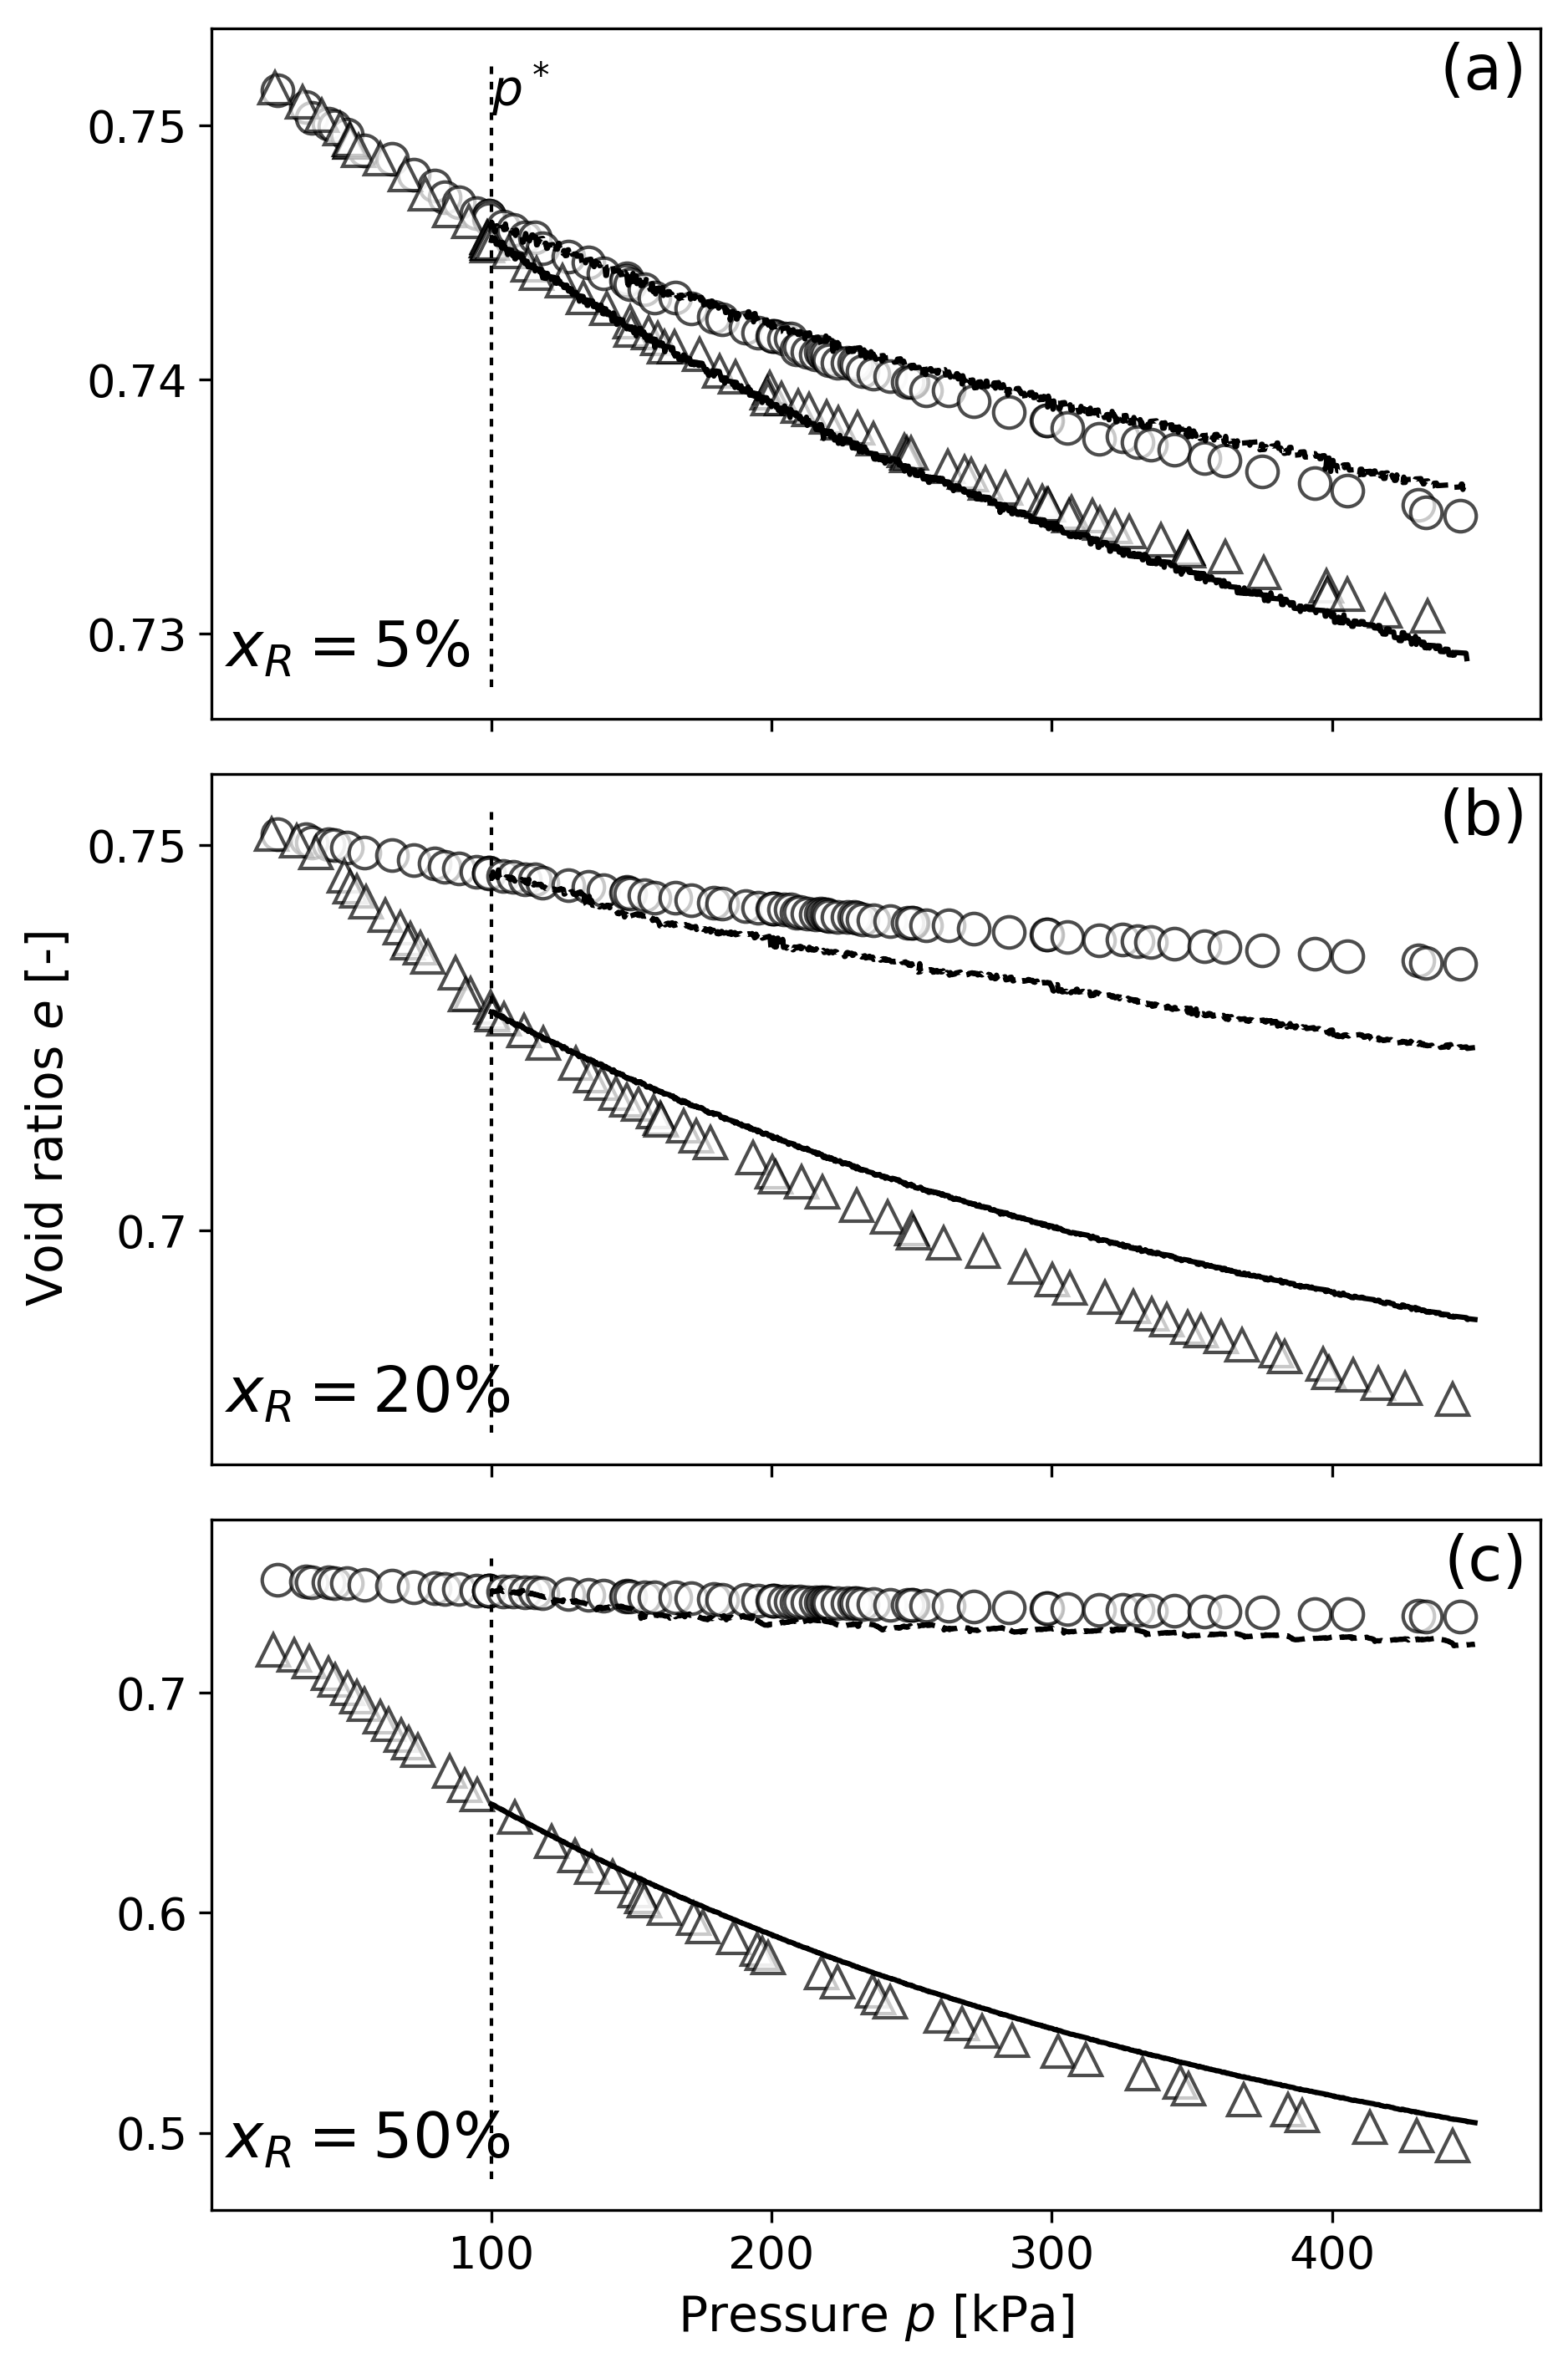 (a)
p*
0.75
0.74
0.73
x_R = 5%
(b)
0.75
0.7
x_R = 20%
Void ratios e [-]
(c)
0.7
0.6
0.5
x_R = 50%
100 200 300 400
Pressure p [kPa]